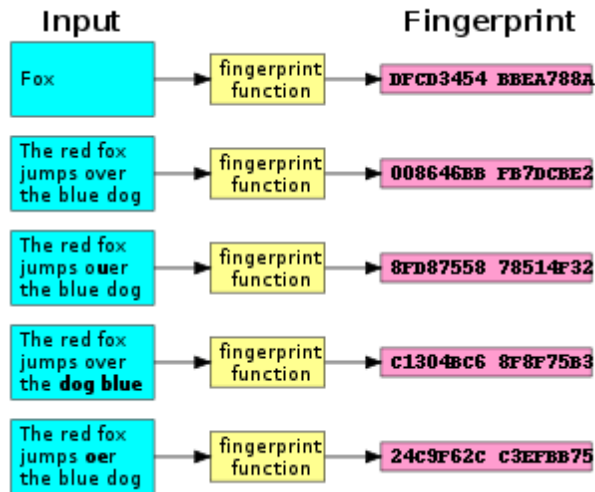 Input Fingerprint
Fox
fingerprint
function
DFCD3454 BBEA788A
The red fox
jumps over
the blue dog
fingerprint
function
008646BB FB7DCBE2
The red fox
jumps ouer
the blue dog
fingerprint
function
8FD87558 78514F32
The red fox
jumps over
the dog blue
fingerprint
function
C1304BC6 8F8F75B3
The red fox
jumps oer
the blue dog
fingerprint
function
24C9F62C C3EFBB75